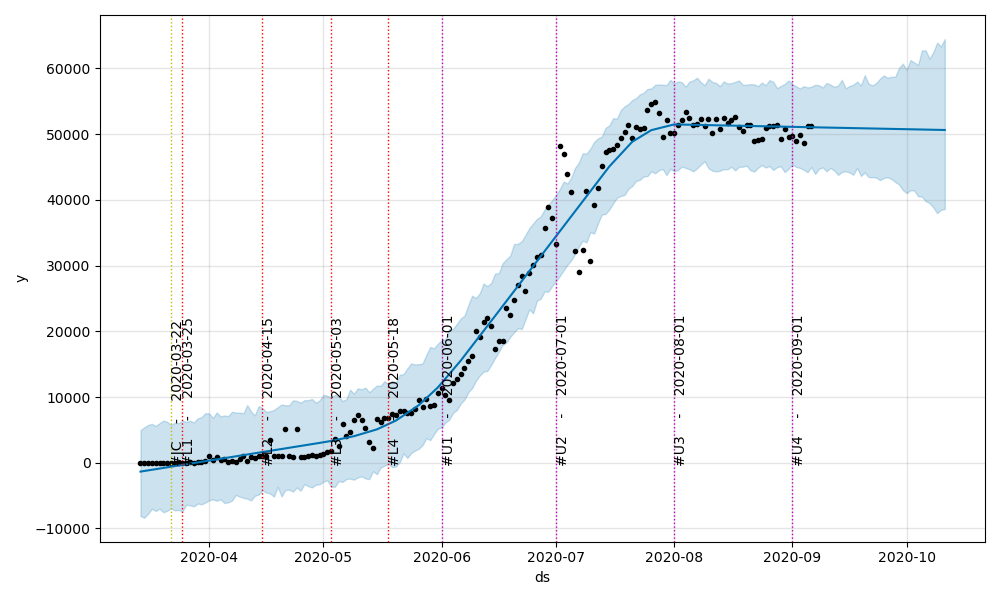 60000
50000
40000
30000
20000
10000
0
−10000
y
#JC - 2020-03-22
#L1 - 2020-03-25
#L2 - 2020-04-15
#L3 - 2020-05-03
#L4 - 2020-05-18
#U1 - 2020-06-01
#U2 - 2020-07-01
#U3 - 2020-08-01
#U4 - 2020-09-01
2020-04
2020-05
2020-06
2020-07
2020-08
2020-09
2020-10
ds